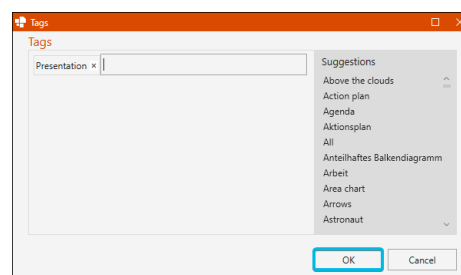 Tags
Tags
Presentation ×
Suggestions
Above the clouds
Action plan
Agenda
Aktionsplan
All
Anteilhaftes Balkendiagramm
Arbeit
Area chart
Arrows
Astronaut
OK
Cancel